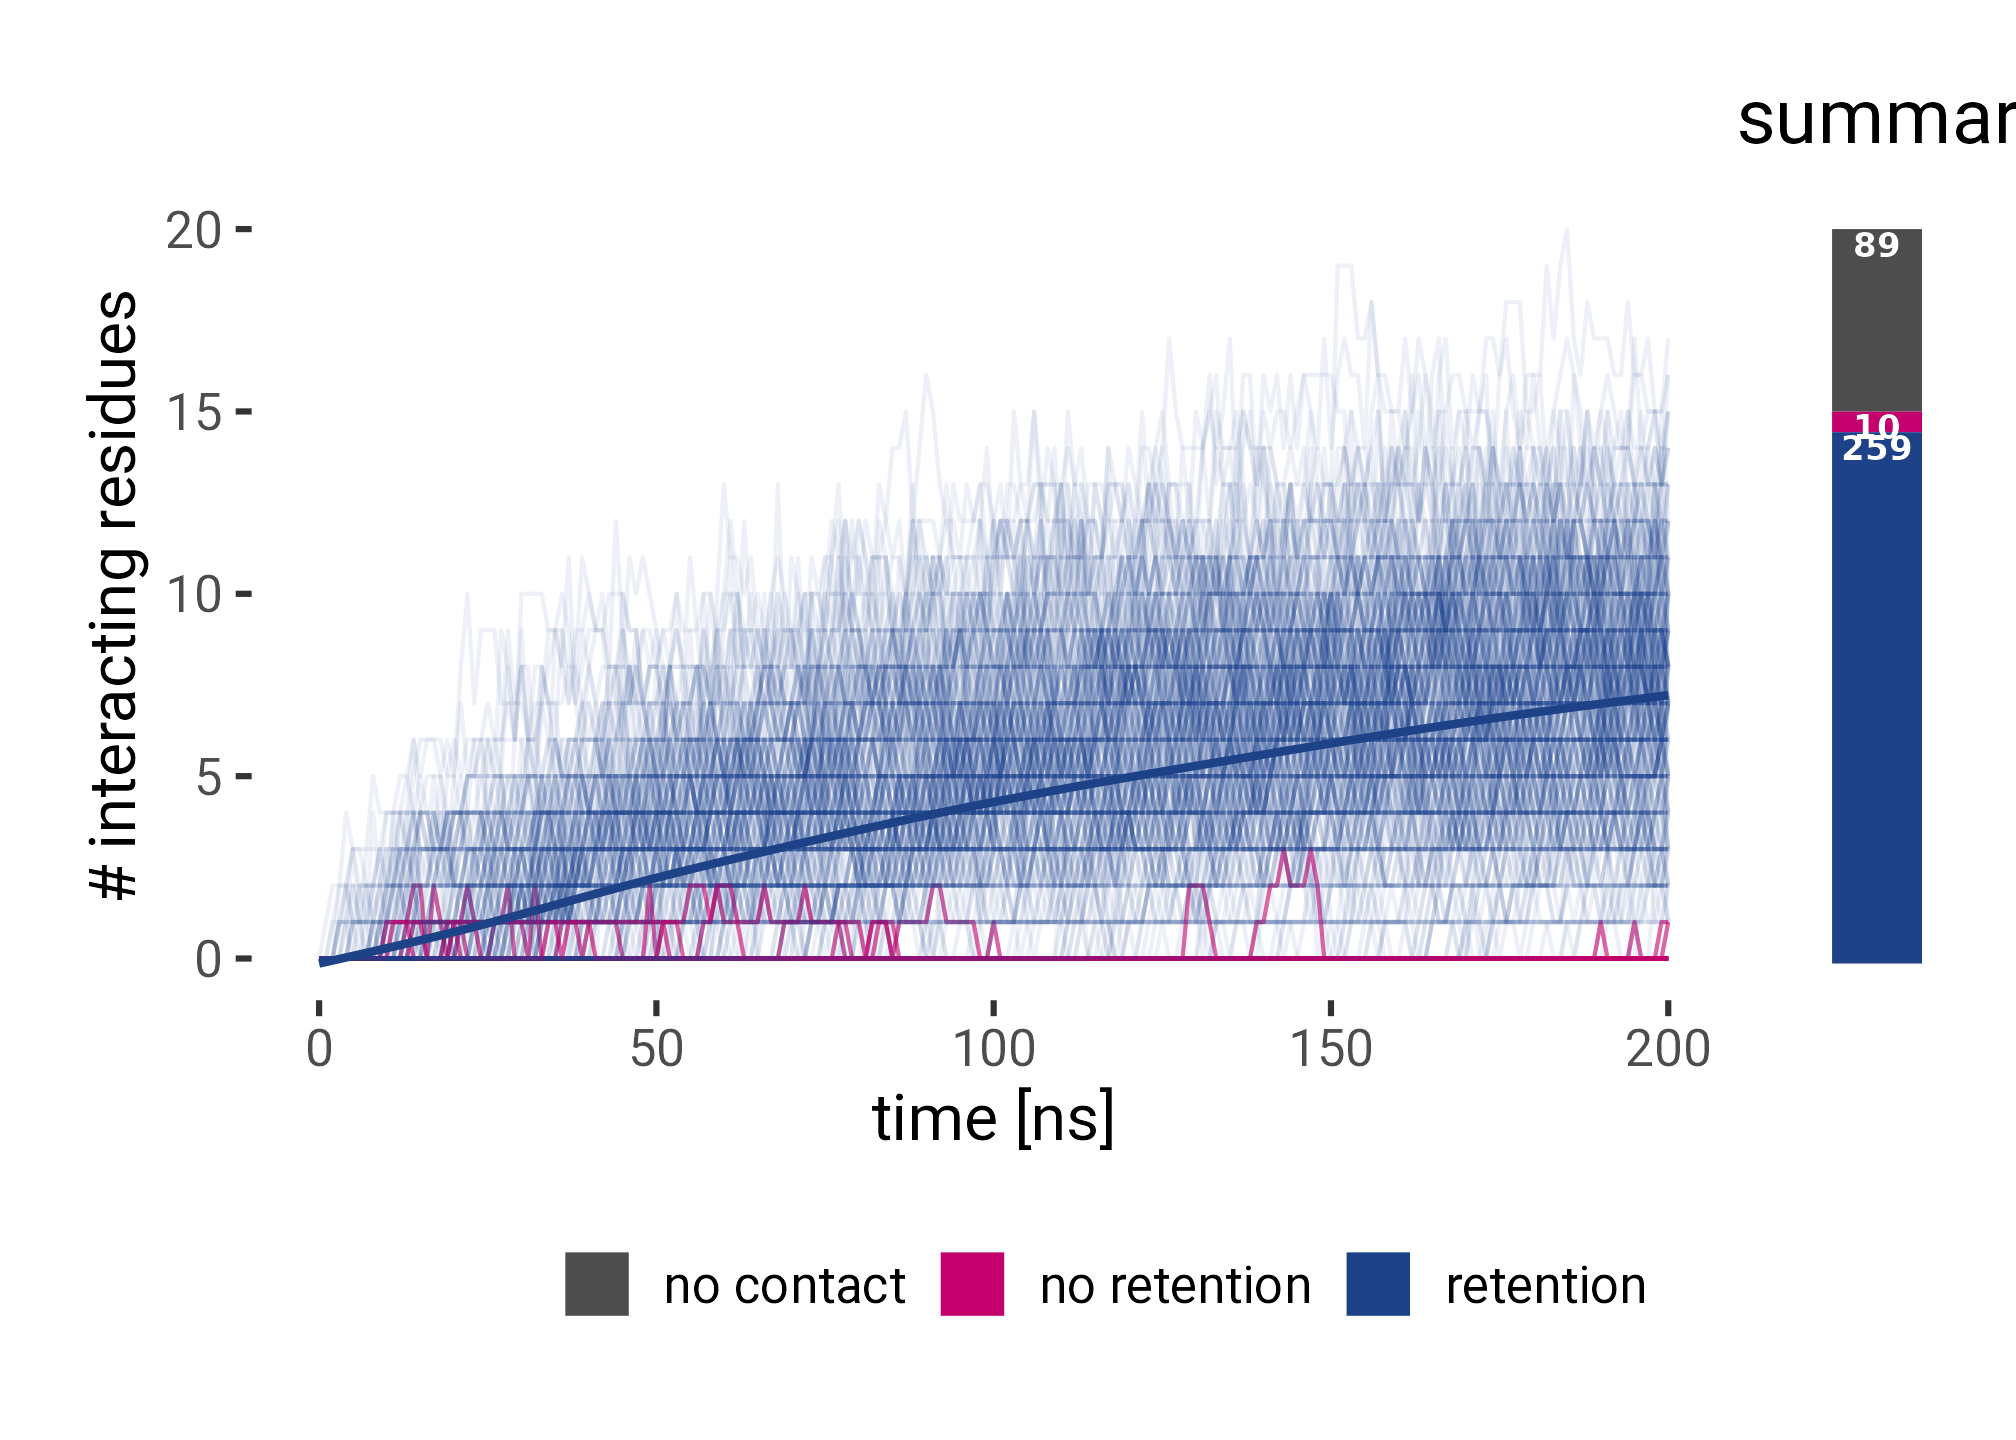 summar
20
15
10
5
0
# interacting residues
89
10
259
0 50 100 150 200
time [ns]
no contact no retention retention